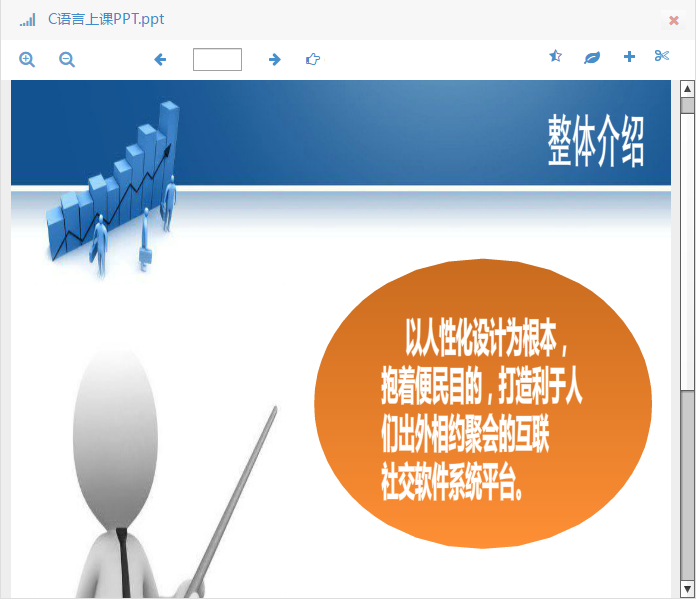 C语言上课PPT.ppt
整体介绍
以人性化设计为根本，
抱着便民目的，打造利于人
们出外相约聚会的互联
社交软件系统平台。